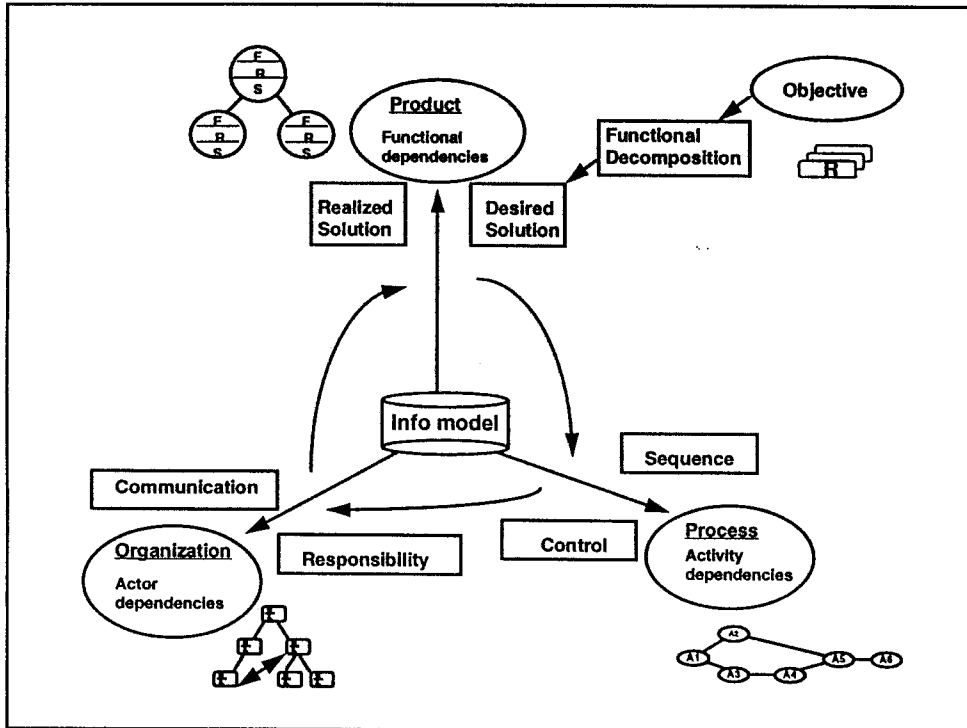 F
R
S
F
R
S
F
R
S
Product
Functional
dependencies
Objective
Functional
Decomposition
R
Realized
Solution
Desired
Solution
Info model
Communication
Sequence
Organization
Actor
dependencies
Responsibility
Control
Process
Activity
dependencies
A1
A2
A3
A4
A5
A6